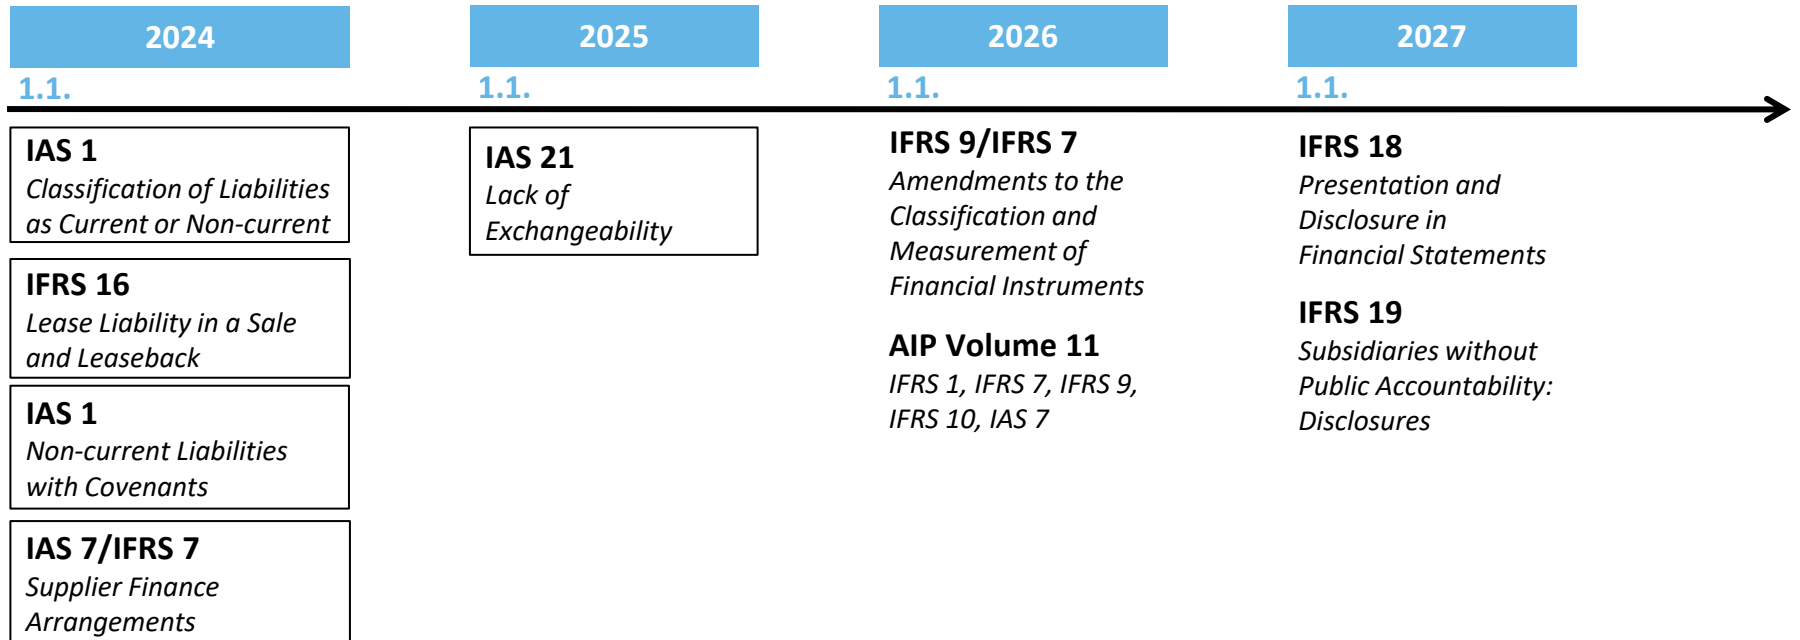 2024
1.1.
IAS 1
Classification of Liabilities
as Current or Non-current
IFRS 16
Lease Liability in a Sale
and Leaseback
IAS 1
Non-current Liabilities
with Covenants
IAS 7/IFRS 7
Supplier Finance
Arrangements
2025
1.1.
IAS 21
Lack of
Exchangeability
2026
1.1.
IFRS 9/IFRS 7
Amendments to the
Classification and
Measurement of
Financial Instruments
AIP Volume 11
IFRS 1, IFRS 7, IFRS 9,
IFRS 10, IAS 7
2027
1.1.
IFRS 18
Presentation and
Disclosure in
Financial Statements
IFRS 19
Subsidiaries without
Public Accountability:
Disclosures